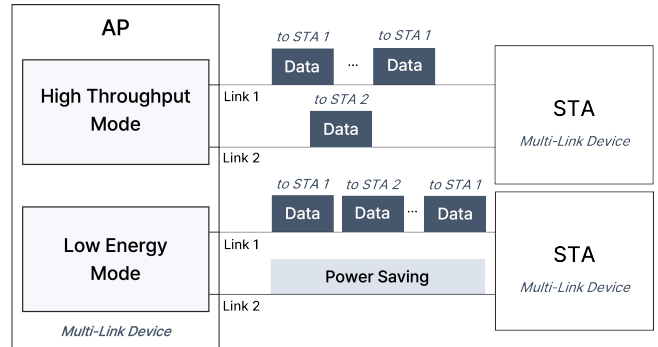 AP
High Throughput
Mode
to STA 1
to STA 1
Data
...
Data
Link 1
to STA 2
Data
Link 2
STA
Multi-Link Device
Low Energy
Mode
to STA 1
to STA 2
to STA 1
Data
Data
...
Data
Link 1
Power Saving
Link 2
STA
Multi-Link Device
Multi-Link Device